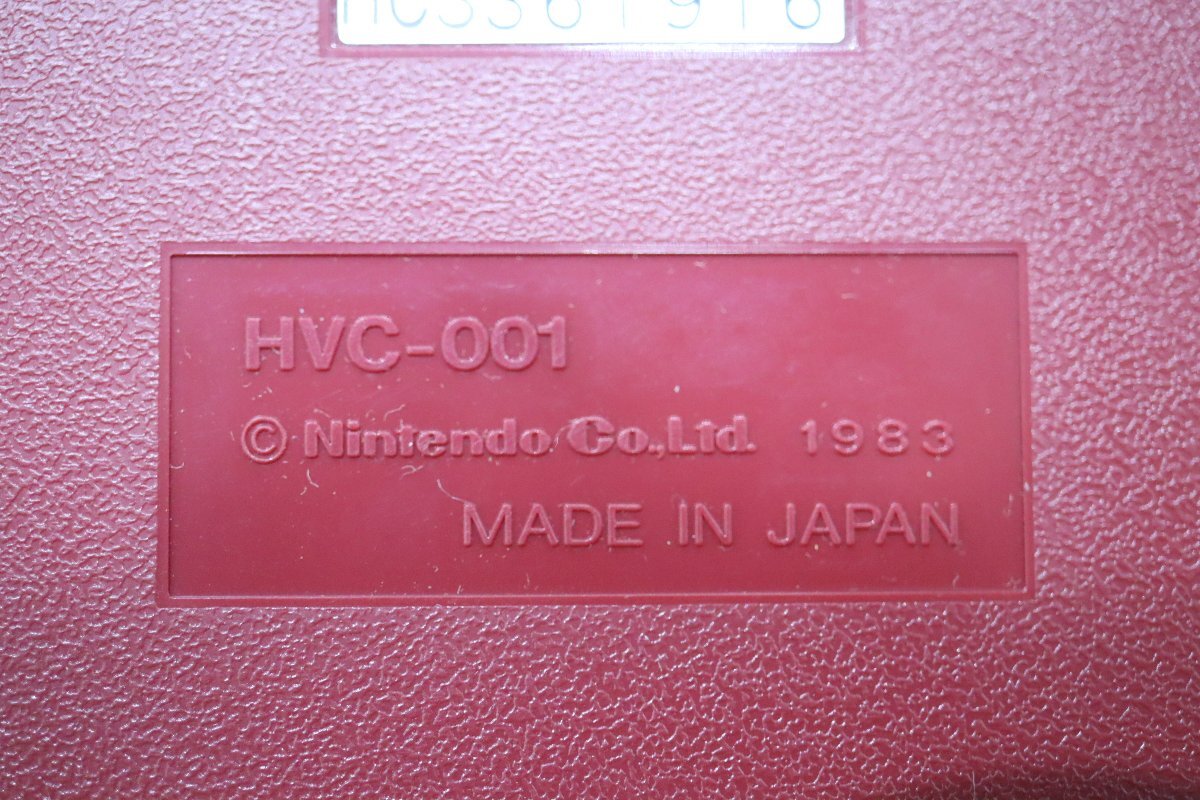 HVC-001
© Nintendo Co.,Ltd. 1983
MADE IN JAPAN